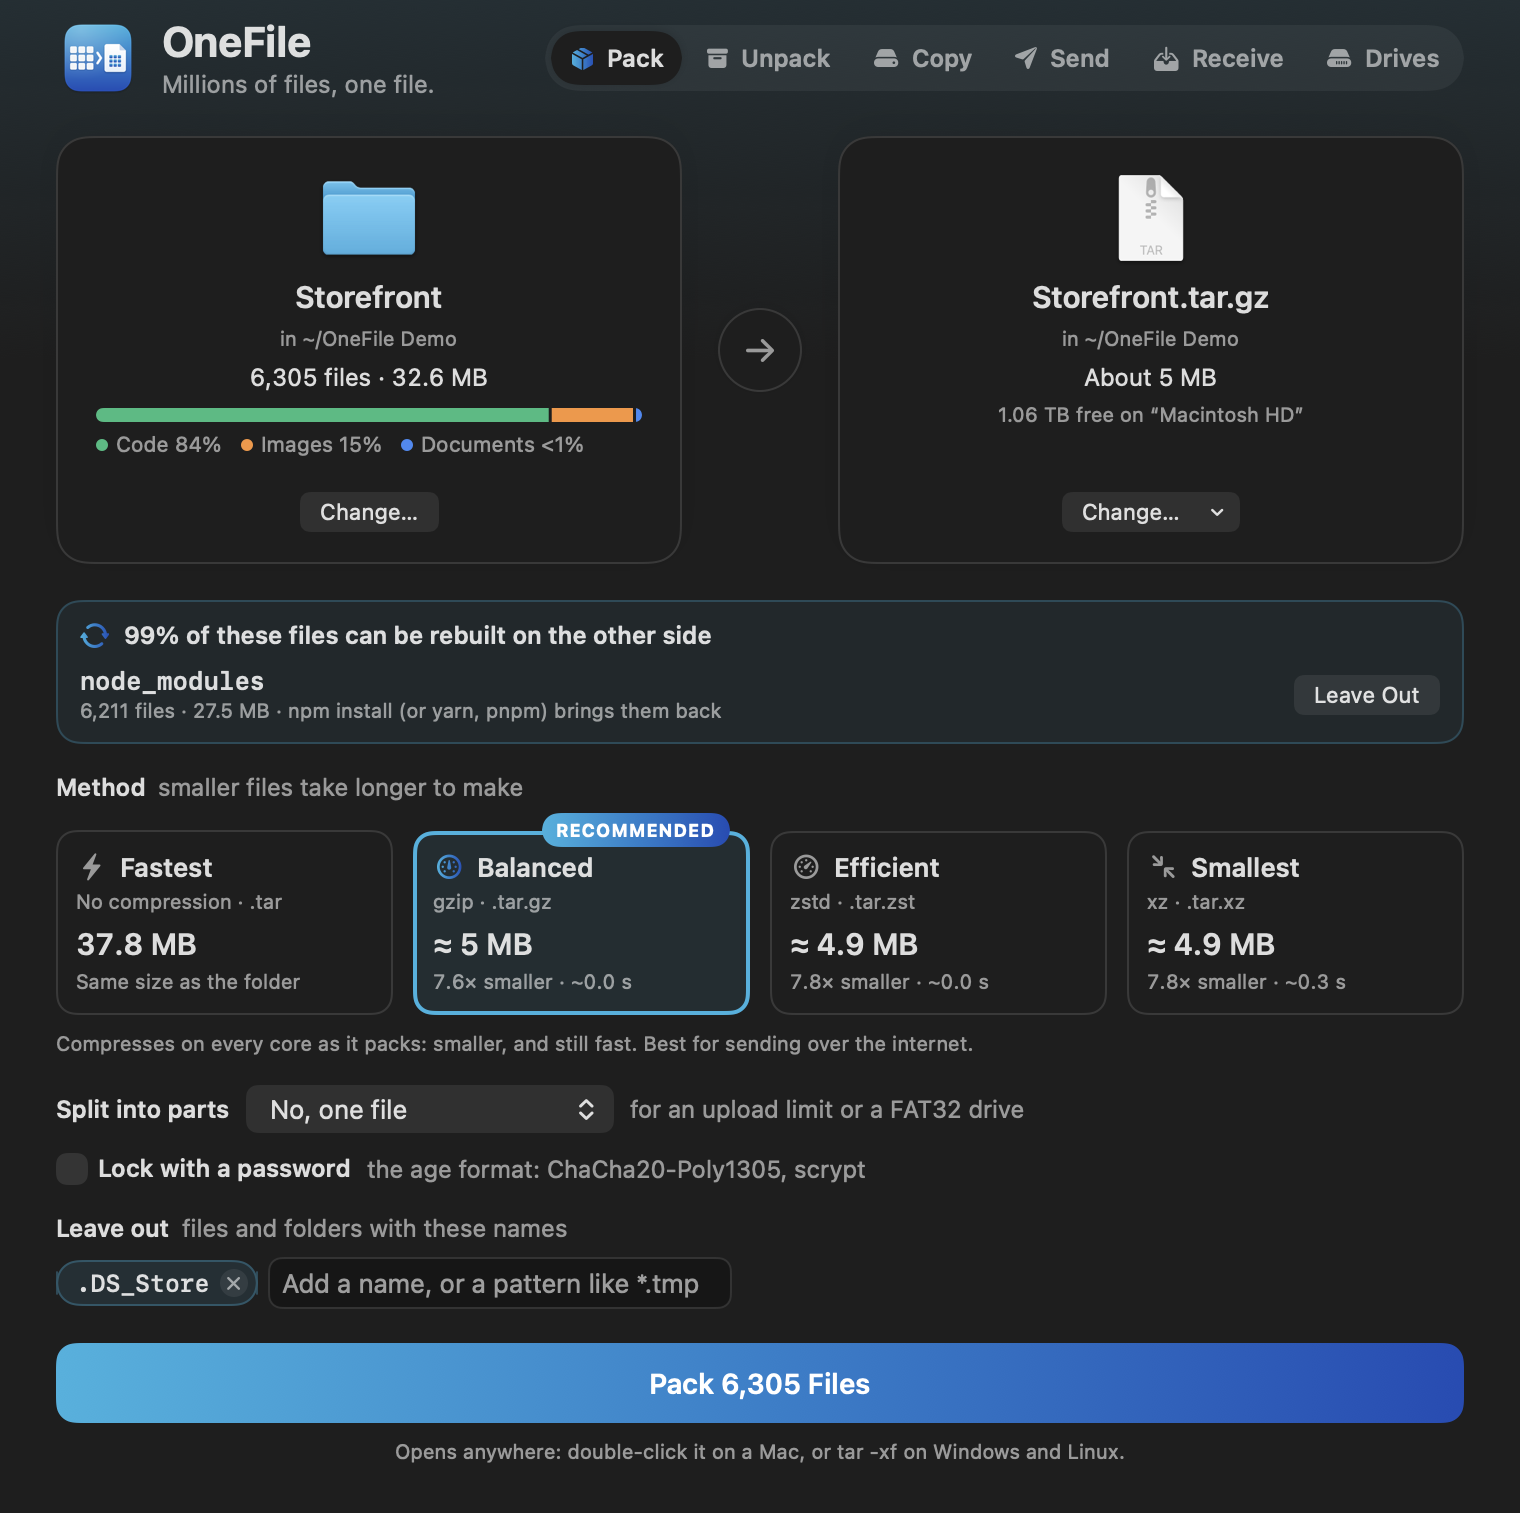 OneFile
Millions of files, one file.
Pack
Unpack
Copy
Send
Receive
Drives
Storefront
in ~/OneFile Demo
6,305 files · 32.6 MB
Code 84%
Images 15%
Documents <1%
Change...
TAR
Storefront.tar.gz
in ~/OneFile Demo
About 5 MB
1.06 TB free on “Macintosh HD”
Change...
99% of these files can be rebuilt on the other side
node_modules
6,211 files · 27.5 MB · npm install (or yarn, pnpm) brings them back
Leave Out
Method smaller files take longer to make
Fastest
No compression · .tar
37.8 MB
Same size as the folder
RECOMMENDED
Balanced
gzip · .tar.gz
≈ 5 MB
7.6× smaller · ~0.0 s
Efficient
zstd · .tar.zst
≈ 4.9 MB
7.8× smaller · ~0.0 s
Smallest
xz · .tar.xz
≈ 4.9 MB
7.8× smaller · ~0.3 s
Compresses on every core as it packs: smaller, and still fast. Best for sending over the internet.
Split into parts No, one file for an upload limit or a FAT32 drive
Lock with a password the age format: ChaCha20-Poly1305, scrypt
Leave out files and folders with these names
.DS_Store Add a name, or a pattern like *.tmp
Pack 6,305 Files
Opens anywhere: double-click it on a Mac, or tar -xf on Windows and Linux.